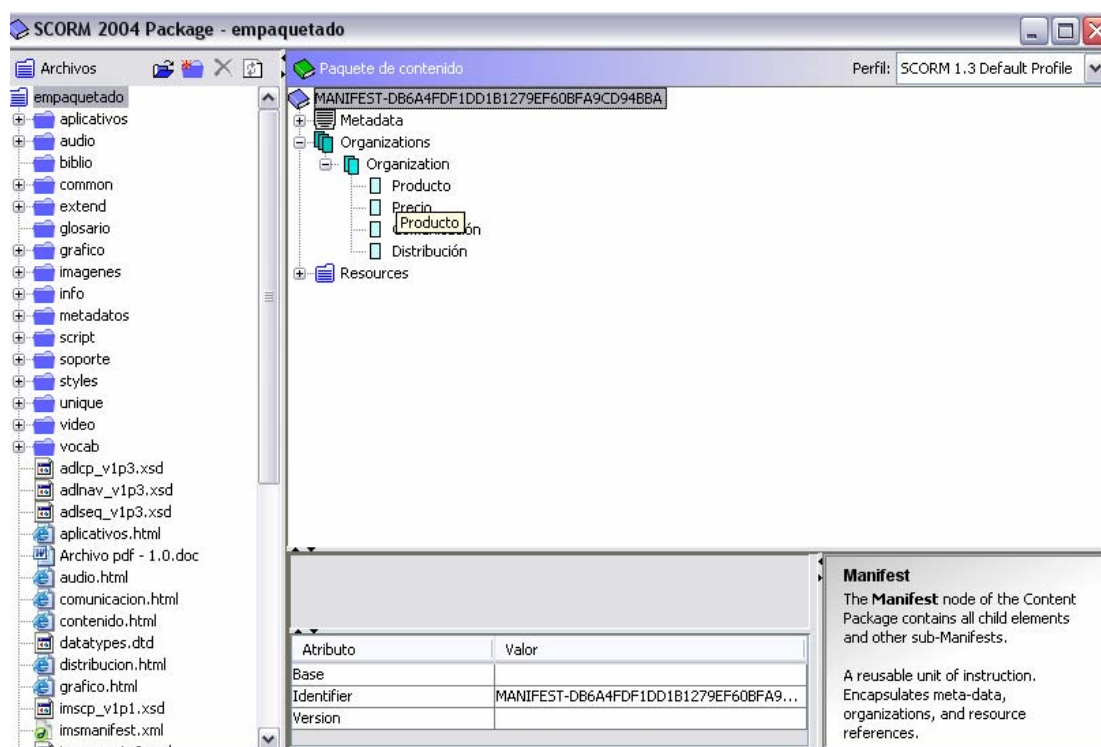 SCORM 2004 Package - empaquetado
Archivos
empaquetado
aplicativos
audio
biblio
common
extend
glosario
grafico
imagenes
info
metadatos
script
soporte
styles
unique
video
vocab
adlcp_v1p3.xsd
adlnav_v1p3.xsd
adlseq_v1p3.xsd
aplicativos.html
Archivo pdf - 1.0.doc
audio.html
comunicacion.html
contenido.html
datatypes.dtd
distribucion.html
grafico.html
imscp_v1p1.xsd
imsmanifest.xml
Paquete de contenido
Perfil: SCORM 1.3 Default Profile
MANIFEST-DB6A4FDF1DD1B1279EF60BFA9CD94BBA
Metadata
Organizations
Organization
Producto
Precio
Producto
Distribución
Resources
Atributo Valor
Base
Identifier MANIFEST-DB6A4FDF1DD1B1279EF60BFA9...
Version
Manifest
The Manifest node of the Content
Package contains all child elements
and other sub-Manifests.
A reusable unit of instruction.
Encapsulates meta-data,
organizations, and resource
references.